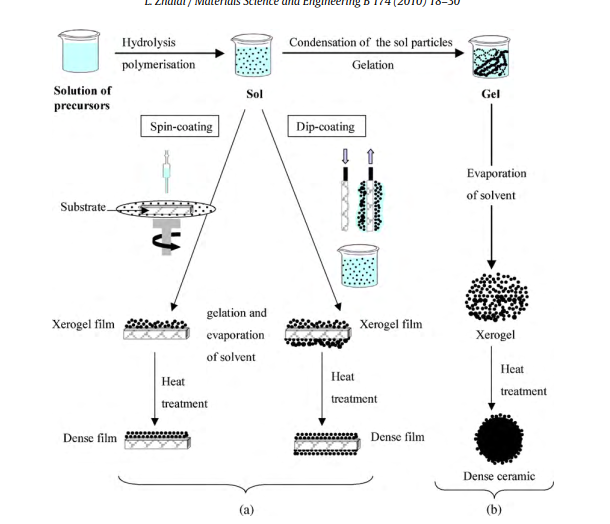 L. Znaidi / Materials Science and Engineering B 174 (2010) 18–30
Hydrolysis
polymerisation
Condensation of the sol particles
Gelation
Solution of
precursors
Sol
Gel
Spin-coating
Dip-coating
Evaporation
of solvent
Substrate
gelation and
evaporation
of solvent
Xerogel film
Xerogel film
Xerogel
Heat
treatment
Heat
treatment
Heat
treatment
Dense film
Dense film
Dense ceramic
(a)
(b)